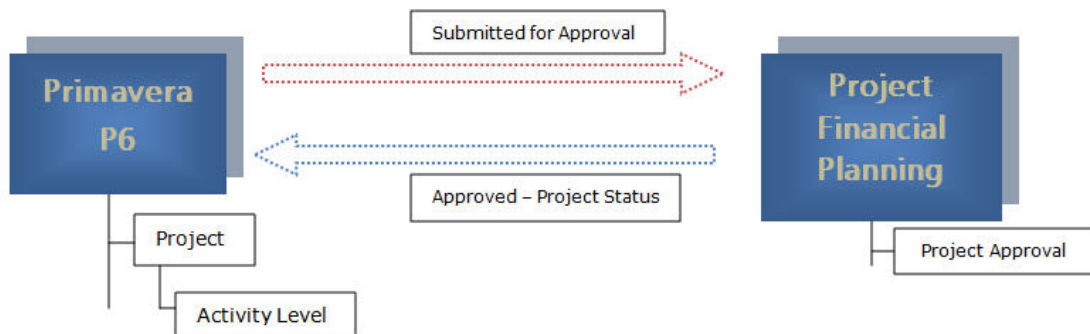 Submitted for Approval
Primavera
P6
Project
Financial
Planning
Approved – Project Status
Project
Activity Level
Project Approval